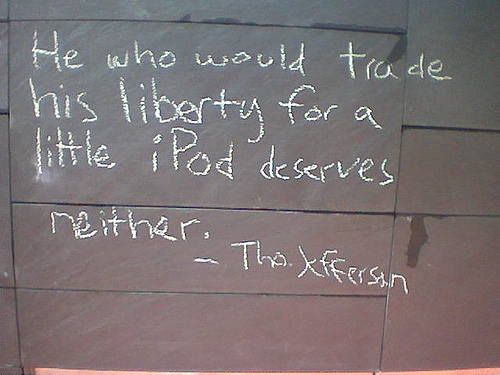 He who would trade
his liberty for a
little iPod deserves
neither.
- Tho. Jefferson